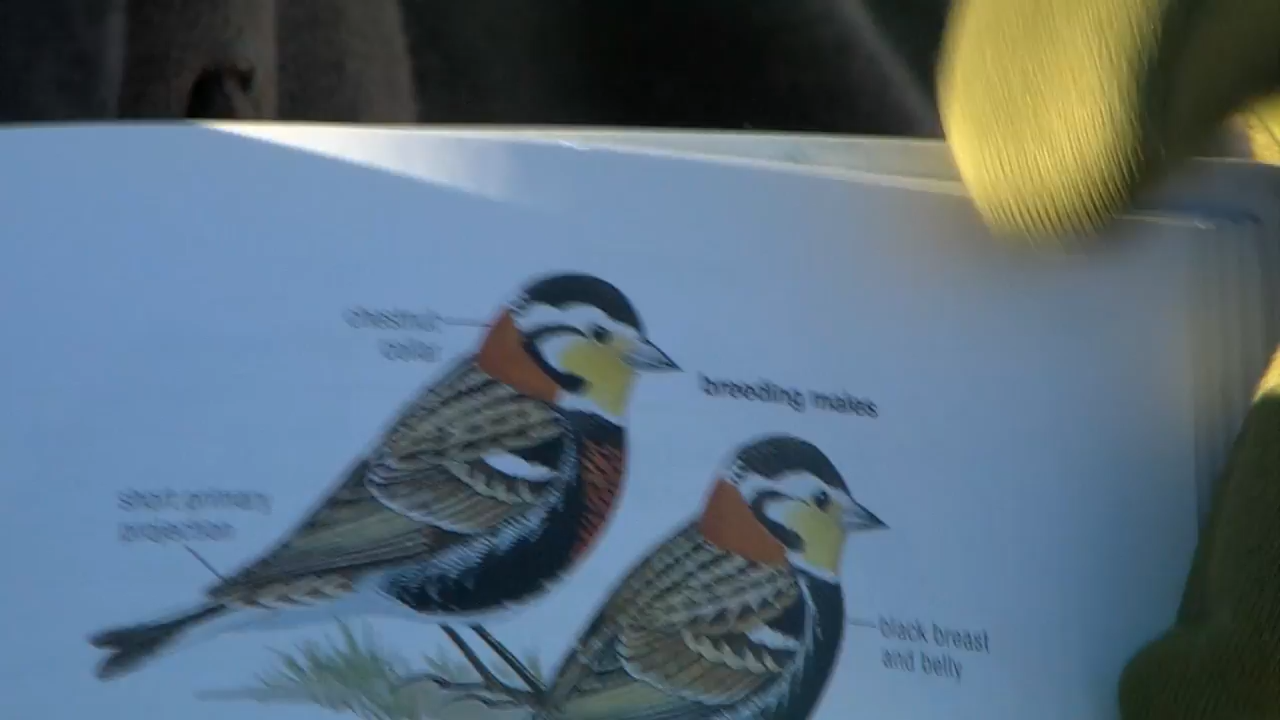 chestnut
collar
breeding males
short primary
projection
black breast
and belly